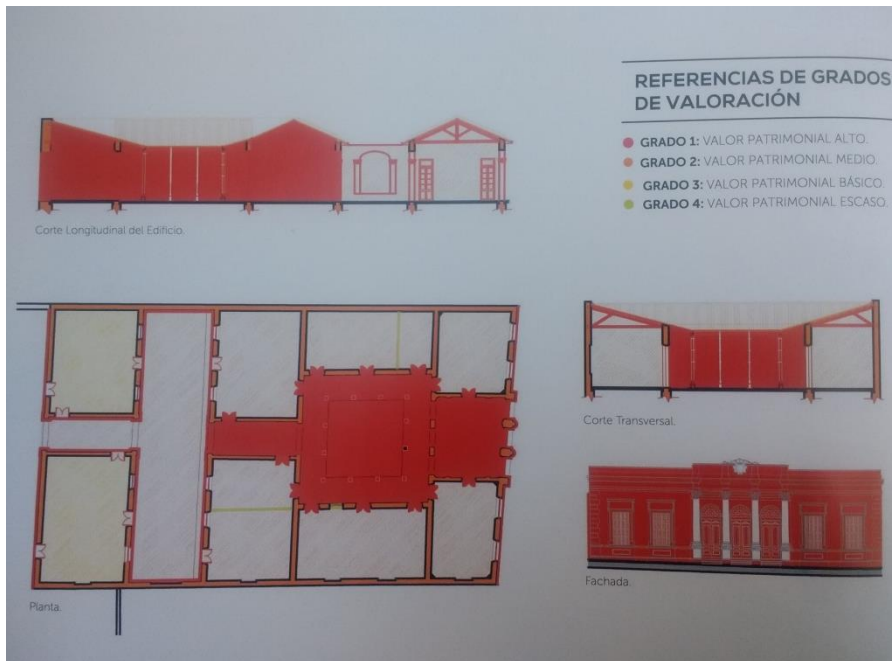 REFERENCIAS DE GRADOS
DE VALORACIÓN
GRADO 1: VALOR PATRIMONIAL ALTO.
GRADO 2: VALOR PATRIMONIAL MEDIO.
GRADO 3: VALOR PATRIMONIAL BÁSICO.
GRADO 4: VALOR PATRIMONIAL ESCASO.
Corte Longitudinal del Edificio.
Corte Transversal.
Fachada.
Planta.